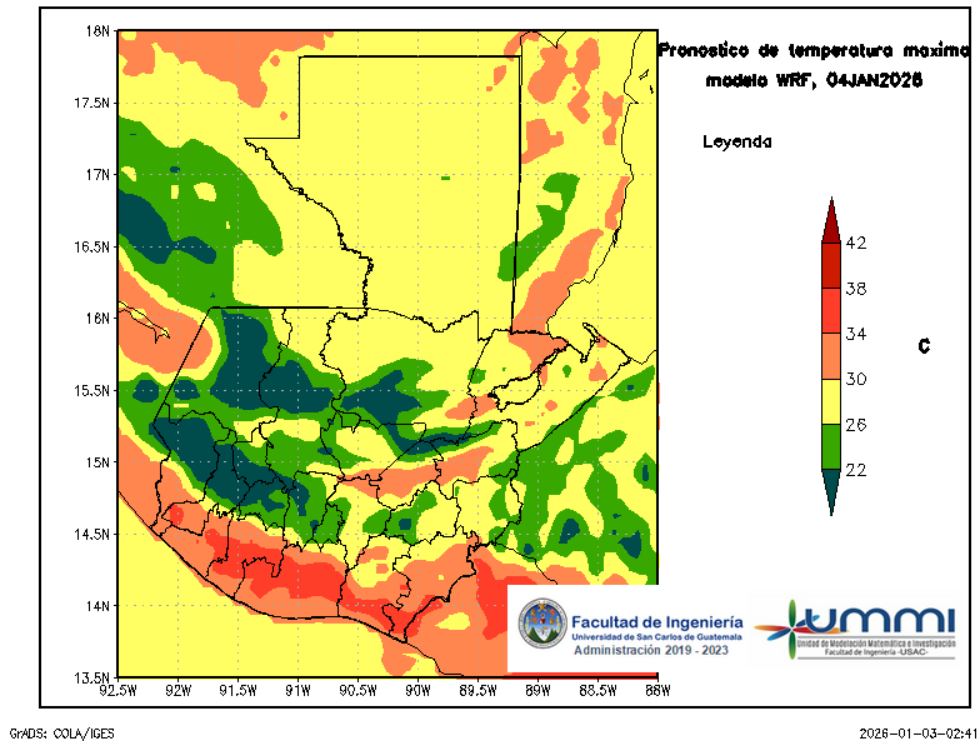 Pronostico de temperatura maxima
modelo WRF, 04JAN2026
Leyenda
18N
17.5N
17N
16.5N
16N
15.5N
15N
14.5N
14N
13.5N
92.5W 92W 91.5W 91W 90.5W 90W 89.5W 89W 88.5W 88W
42
38
34
30
26
22
C
Facultad de Ingeniería
Universidad de San Carlos de Guatemala
Administración 2019 - 2023
ummi
Unidad de Modelación Matemática e Investigación
Facultad de Ingeniería -USAC-
GrADS: COLA/IGES
2026-01-03-02:41